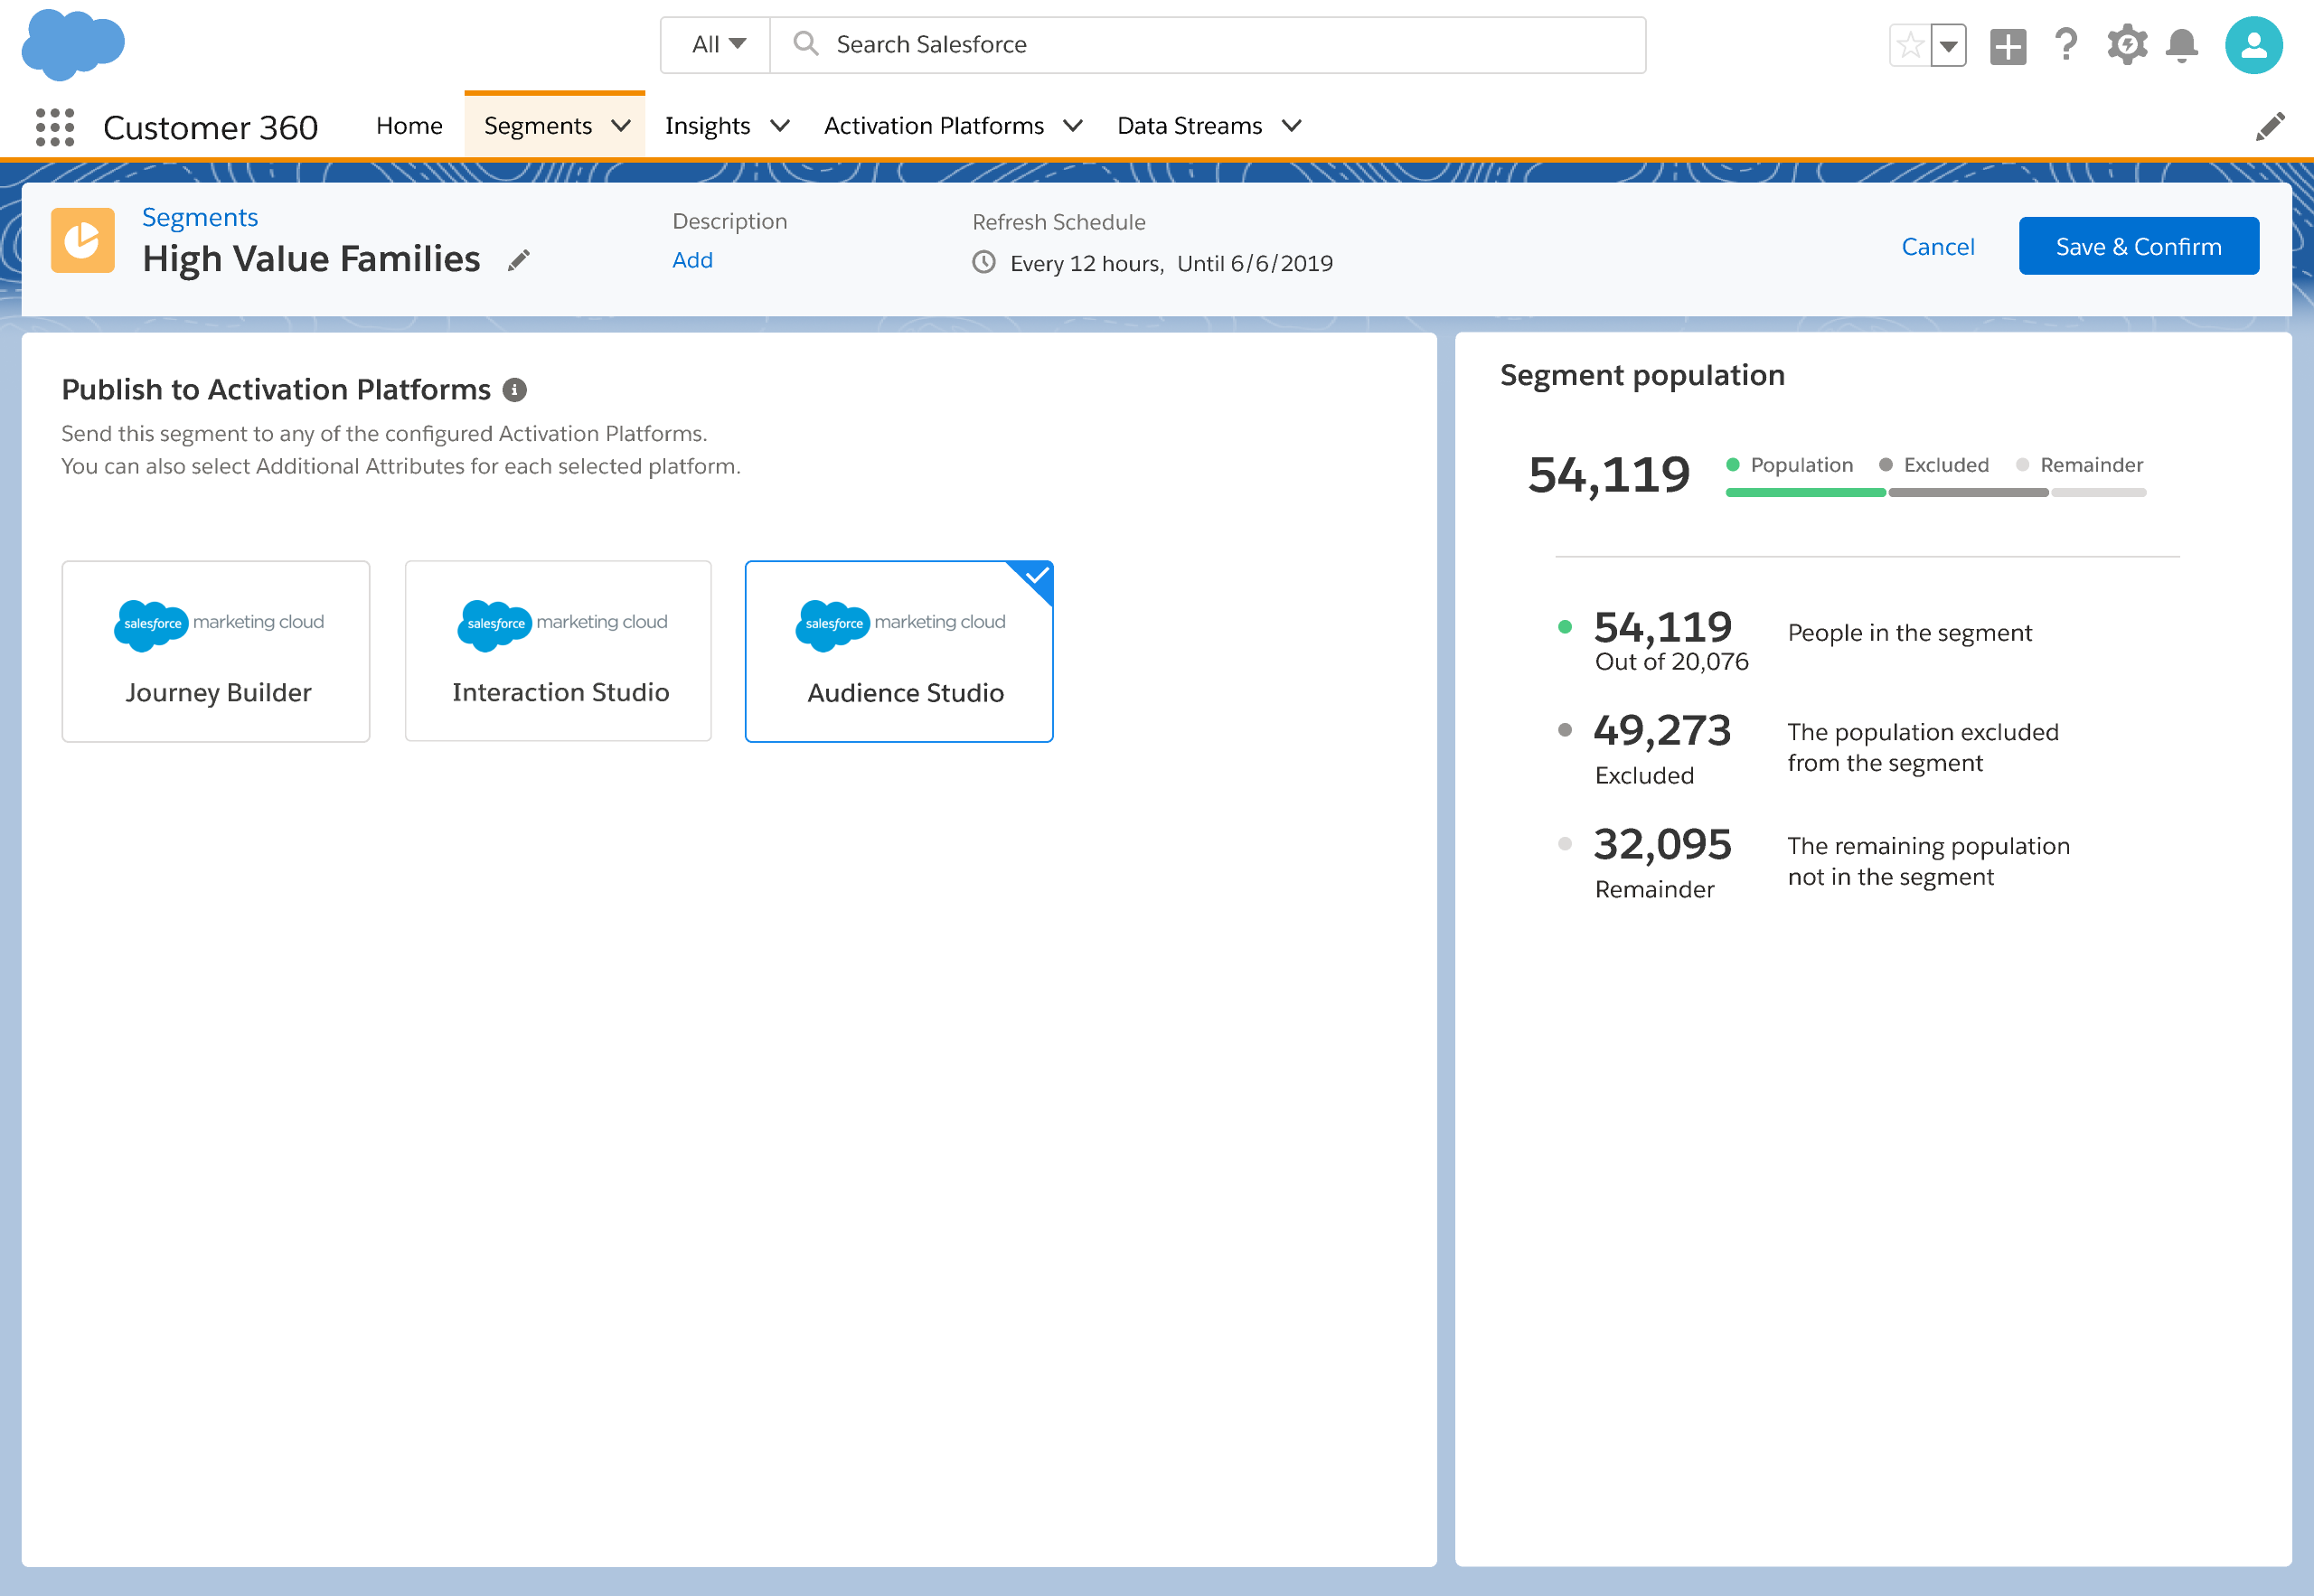 All
Search Salesforce
Customer 360
Home
Segments
Insights
Activation Platforms
Data Streams
Segments
High Value Families
Description
Add
Refresh Schedule
Every 12 hours, Until 6/6/2019
Cancel
Save & Confirm
Publish to Activation Platforms
Send this segment to any of the configured Activation Platforms.
You can also select Additional Attributes for each selected platform.
salesforce marketing cloud
Journey Builder
salesforce marketing cloud
Interaction Studio
salesforce marketing cloud
Audience Studio
Segment population
54,119
Population
Excluded
Remainder
54,119
Out of 20,076
People in the segment
49,273
Excluded
The population excluded
from the segment
32,095
Remainder
The remaining population
not in the segment